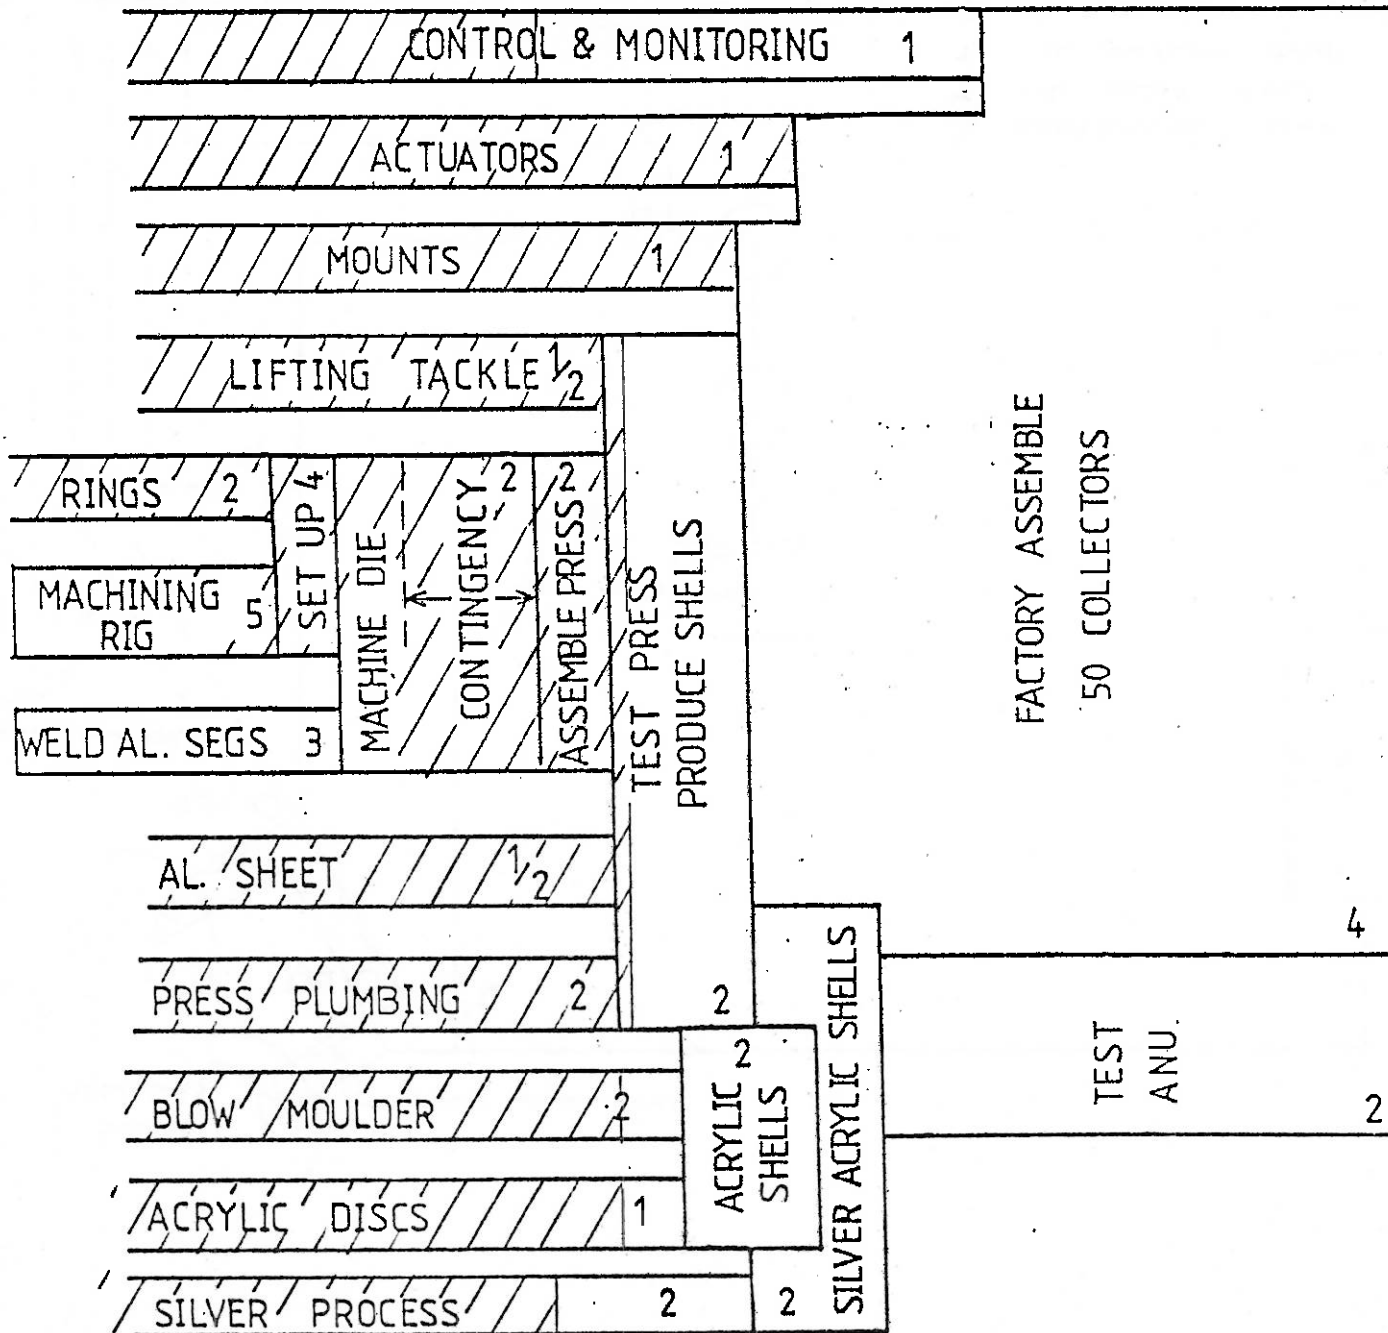 CONTROL & MONITORING 1
ACTUATORS 1
MOUNTS 1
LIFTING TACKLE 1/2
RINGS 2
SET UP 4
MACHINE DIE
CONTINGENCY 2
ASSEMBLE PRESS 2
MACHINING 5
RIG
WELD AL. SEGS 3
TEST PRESS
PRODUCE SHELLS 2
AL. SHEET 1/2
PRESS PLUMBING 2
BLOW MOULDER 2
ACRYLIC DISCS 1
SILVER PROCESS 2
ACRYLIC
SHELLS 2
SILVER ACRYLIC SHELLS 2
FACTORY ASSEMBLE
50 COLLECTORS 4
TEST
ANU. 2